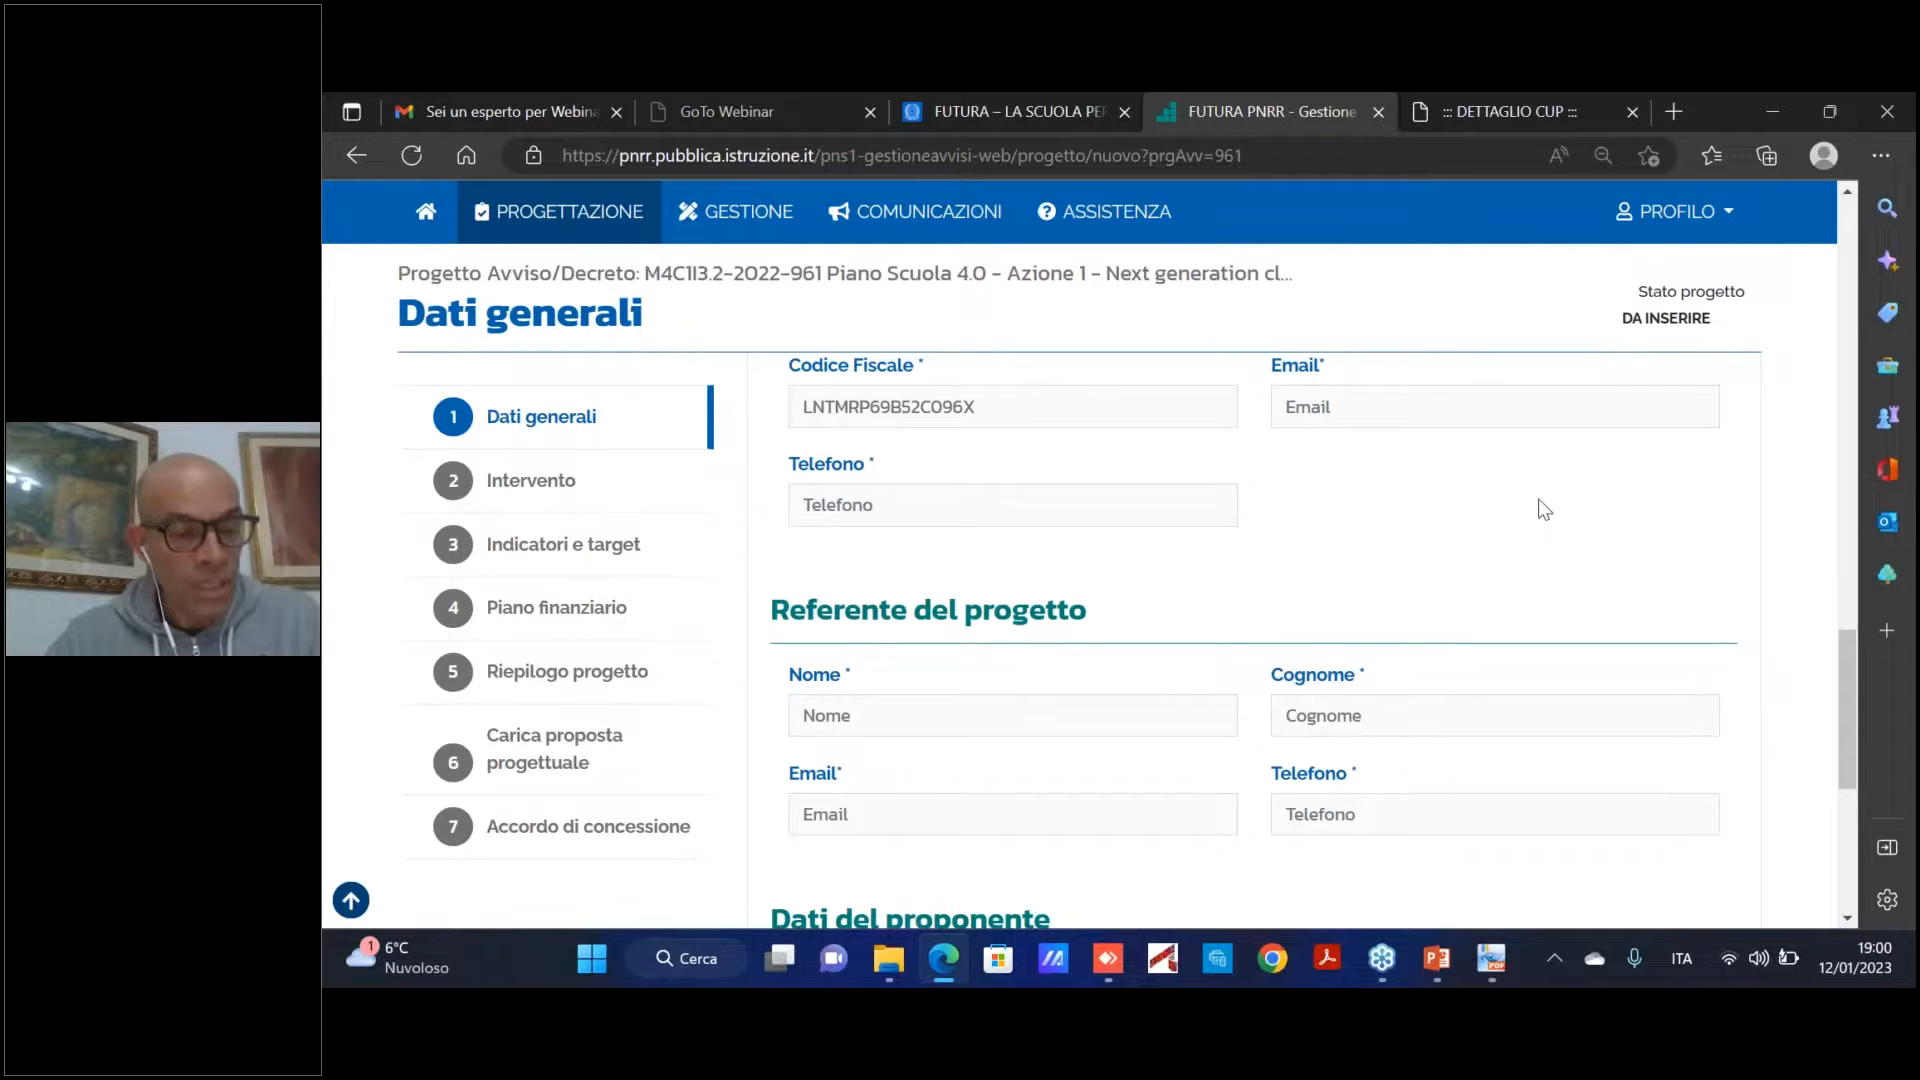 Sei un esperto per Webina
GoTo Webinar
FUTURA – LA SCUOLA PER
FUTURA PNRR - Gestione
::: DETTAGLIO CUP :::
https://pnrr.pubblica.istruzione.it/pns1-gestioneavvisi-web/progetto/nuovo?prgAvv=961
PROGETTAZIONE
GESTIONE
COMUNICAZIONI
ASSISTENZA
PROFILO
Progetto Avviso/Decreto: M4C1I3.2-2022-961 Piano Scuola 4.0 - Azione 1 - Next generation cl...
Dati generali
Stato progetto
DA INSERIRE
1 Dati generali
2 Intervento
3 Indicatori e target
4 Piano finanziario
5 Riepilogo progetto
6 Carica proposta
progettuale
7 Accordo di concessione
Codice Fiscale *
Email*
LNTMRP69B52C096X
Email
Telefono *
Telefono
Referente del progetto
Nome *
Cognome *
Nome
Cognome
Email*
Telefono *
Email
Telefono
Dati del proponente
1
6°C
Nuvoloso
Cerca
ITA
19:00
12/01/2023